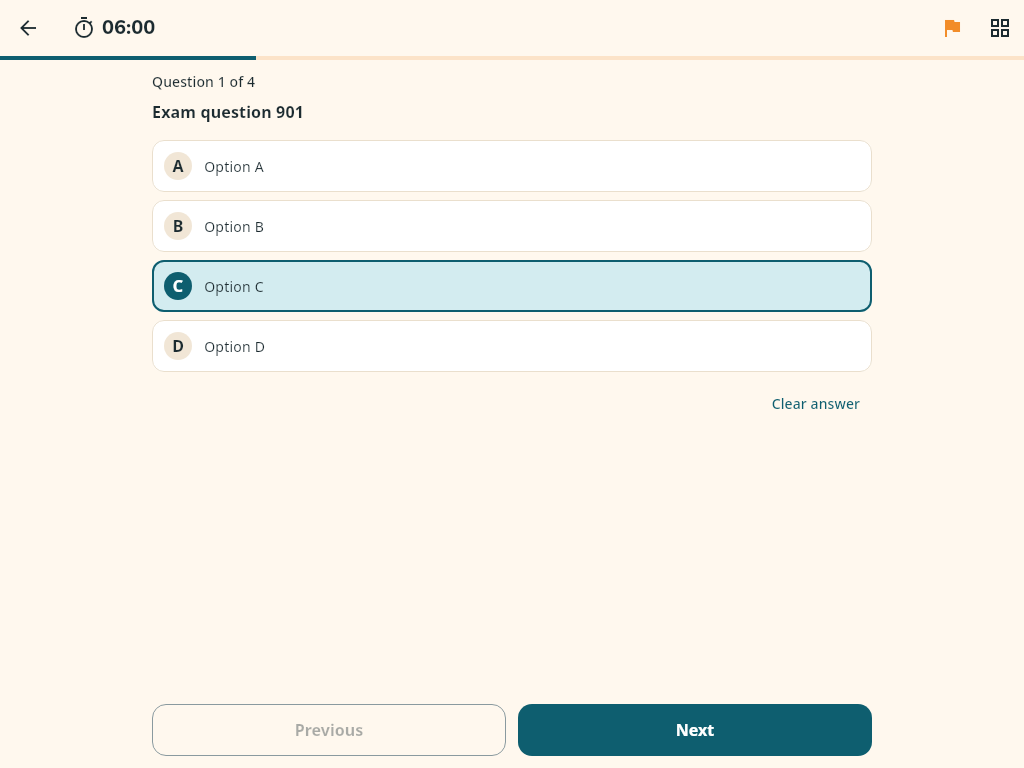 06:00
Question 1 of 4
Exam question 901
A Option A
B Option B
C Option C
D Option D
Clear answer
Previous Next